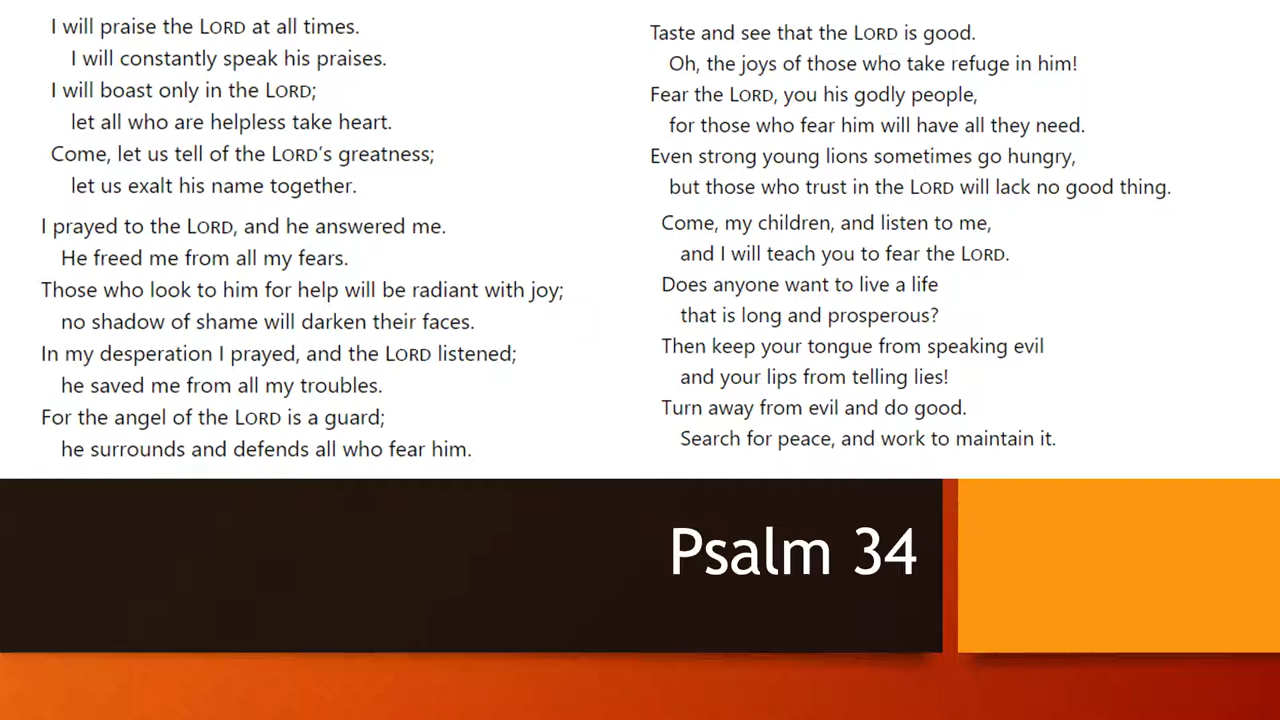 I will praise the LORD at all times.
I will constantly speak his praises.
I will boast only in the LORD;
let all who are helpless take heart.
Come, let us tell of the LORD’s greatness;
let us exalt his name together.
I prayed to the LORD, and he answered me.
He freed me from all my fears.
Those who look to him for help will be radiant with joy;
no shadow of shame will darken their faces.
In my desperation I prayed, and the LORD listened;
he saved me from all my troubles.
For the angel of the LORD is a guard;
he surrounds and defends all who fear him.
Taste and see that the LORD is good.
Oh, the joys of those who take refuge in him!
Fear the LORD, you his godly people,
for those who fear him will have all they need.
Even strong young lions sometimes go hungry,
but those who trust in the LORD will lack no good thing.
Come, my children, and listen to me,
and I will teach you to fear the LORD.
Does anyone want to live a life
that is long and prosperous?
Then keep your tongue from speaking evil
and your lips from telling lies!
Turn away from evil and do good.
Search for peace, and work to maintain it.
Psalm 34